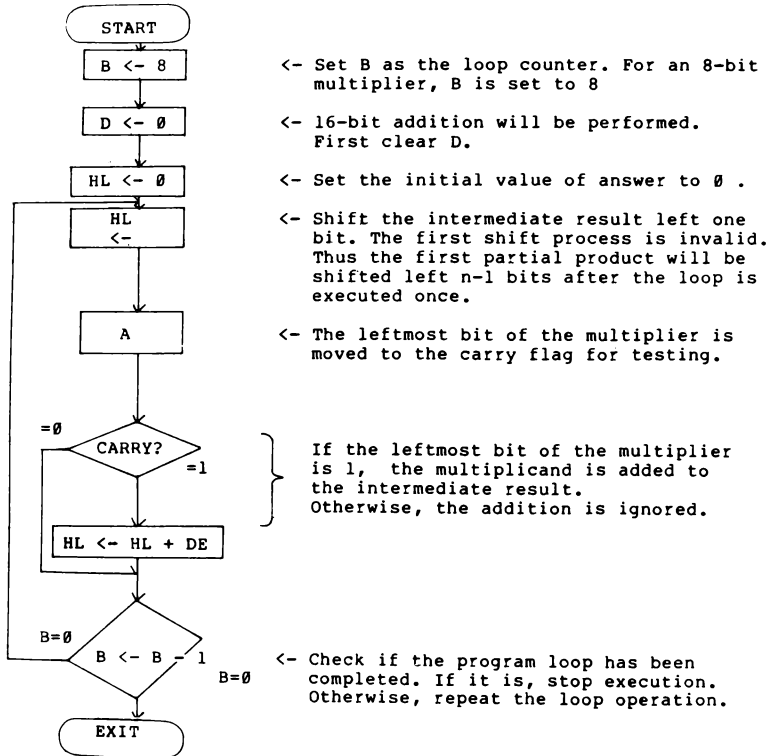 START
B <- 8
<- Set B as the loop counter. For an 8-bit
multiplier, B is set to 8
D <- Ø
<- 16-bit addition will be performed.
First clear D.
HL <- Ø
<- Set the initial value of answer to Ø .
HL
<-
<- Shift the intermediate result left one
bit. The first shift process is invalid.
Thus the first partial product will be
shifted left n-1 bits after the loop is
executed once.
A
<- The leftmost bit of the multiplier is
moved to the carry flag for testing.
=Ø
CARRY?
=1
If the leftmost bit of the multiplier
is 1, the multiplicand is added to
the intermediate result.
Otherwise, the addition is ignored.
HL <- HL + DE
B=Ø
B <- B - 1
B=Ø
<- Check if the program loop has been
completed. If it is, stop execution.
Otherwise, repeat the loop operation.
EXIT